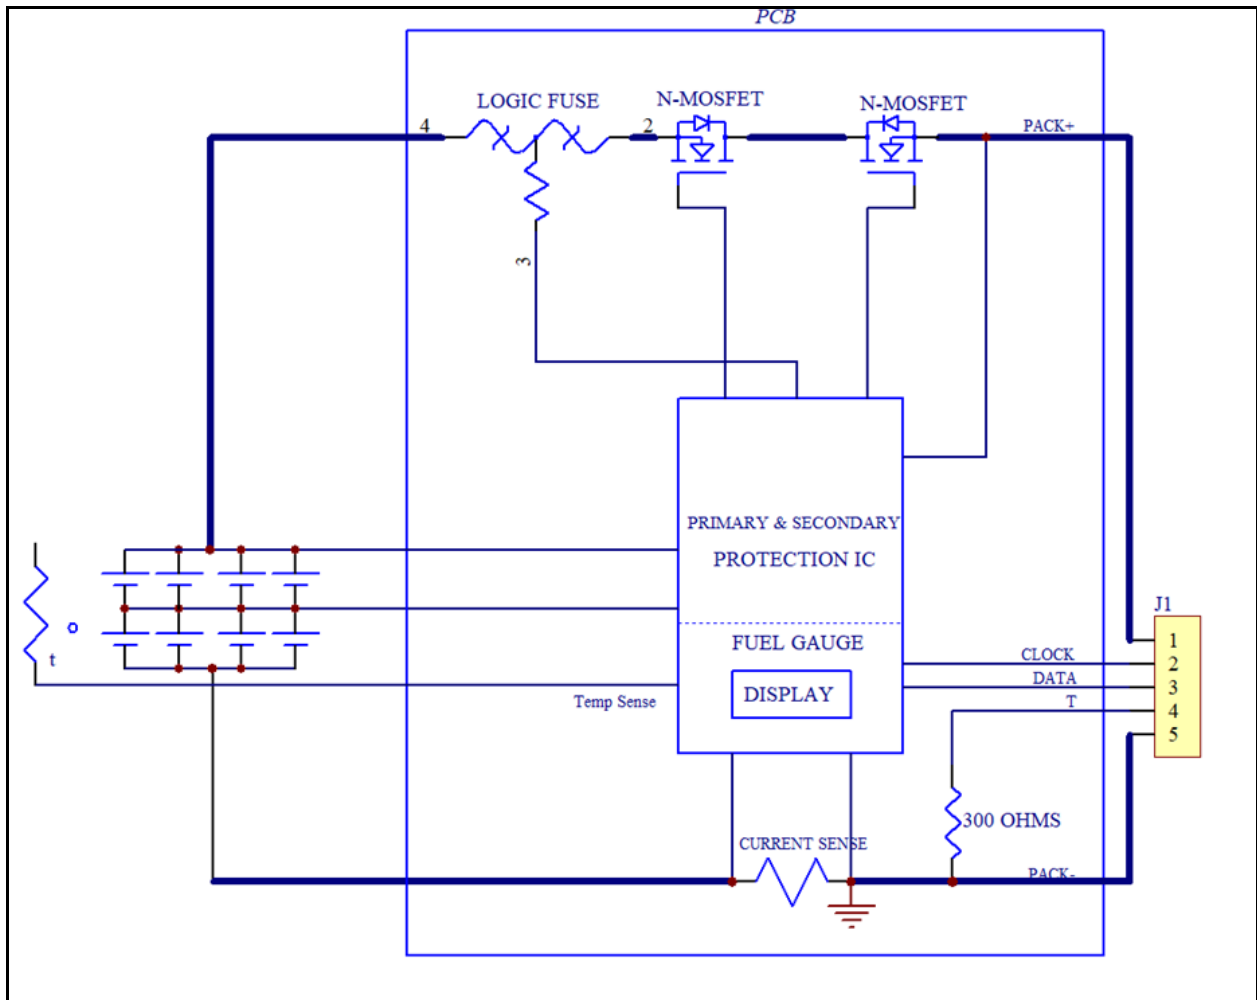 PCB
LOGIC FUSE
N-MOSFET
N-MOSFET
4
2
PACK+
3
PRIMARY & SECONDARY
PROTECTION IC
J1
FUEL GAUGE
1
CLOCK
2
DATA
3
t
Temp Sense
DISPLAY
T
4
5
300 OHMS
CURRENT SENSE
PACK-